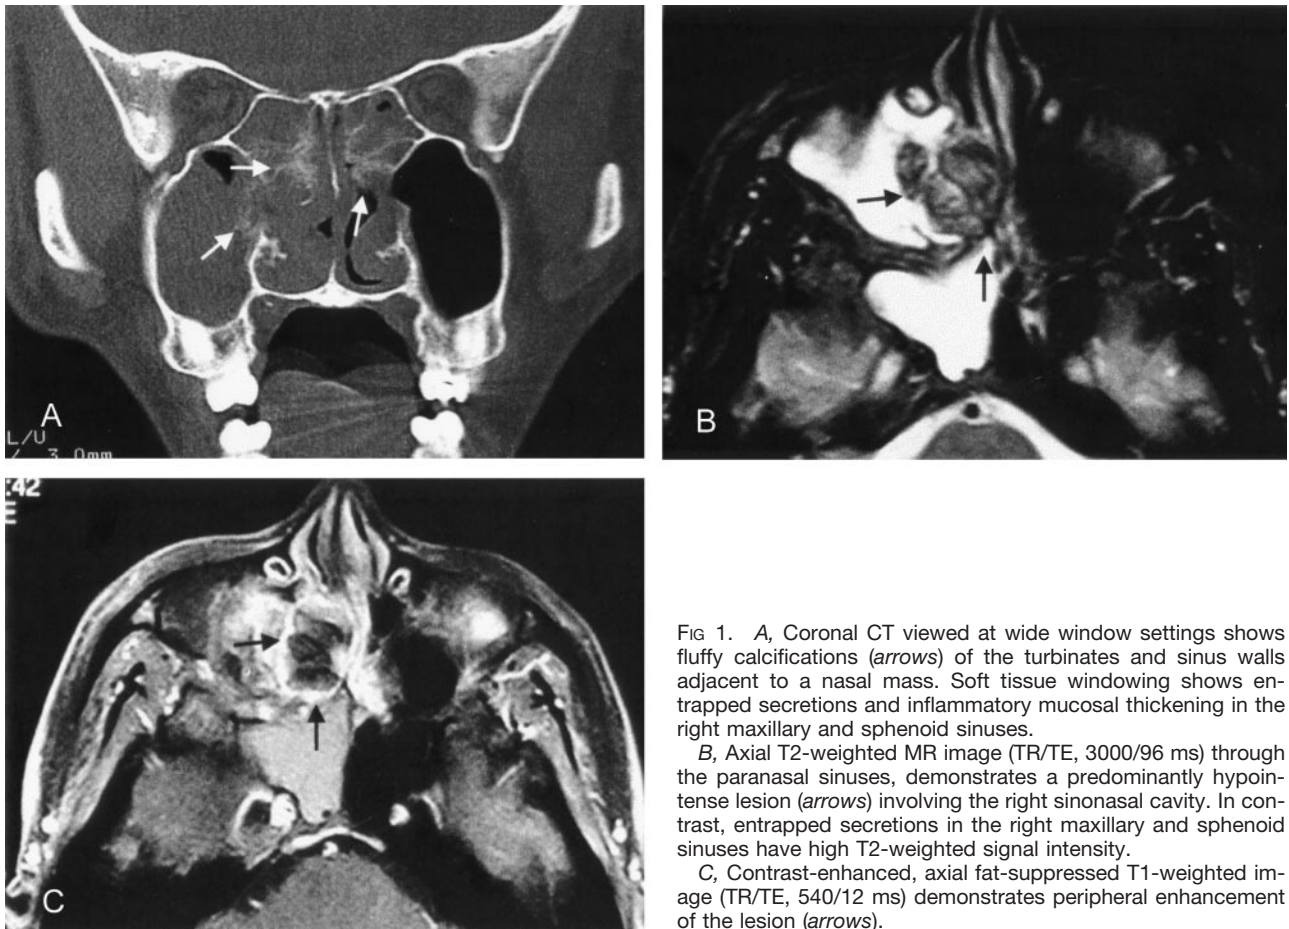 A
L/U
3.0mm
B
:42
E
C
FIG 1. A, Coronal CT viewed at wide window settings shows
fluffy calcifications (arrows) of the turbinates and sinus walls
adjacent to a nasal mass. Soft tissue windowing shows en-
trapped secretions and inflammatory mucosal thickening in the
right maxillary and sphenoid sinuses.
B, Axial T2-weighted MR image (TR/TE, 3000/96 ms) through
the paranasal sinuses, demonstrates a predominantly hypoin-
tense lesion (arrows) involving the right sinonasal cavity. In con-
trast, entrapped secretions in the right maxillary and sphenoid
sinuses have high T2-weighted signal intensity.
C, Contrast-enhanced, axial fat-suppressed T1-weighted im-
age (TR/TE, 540/12 ms) demonstrates peripheral enhancement
of the lesion (arrows).